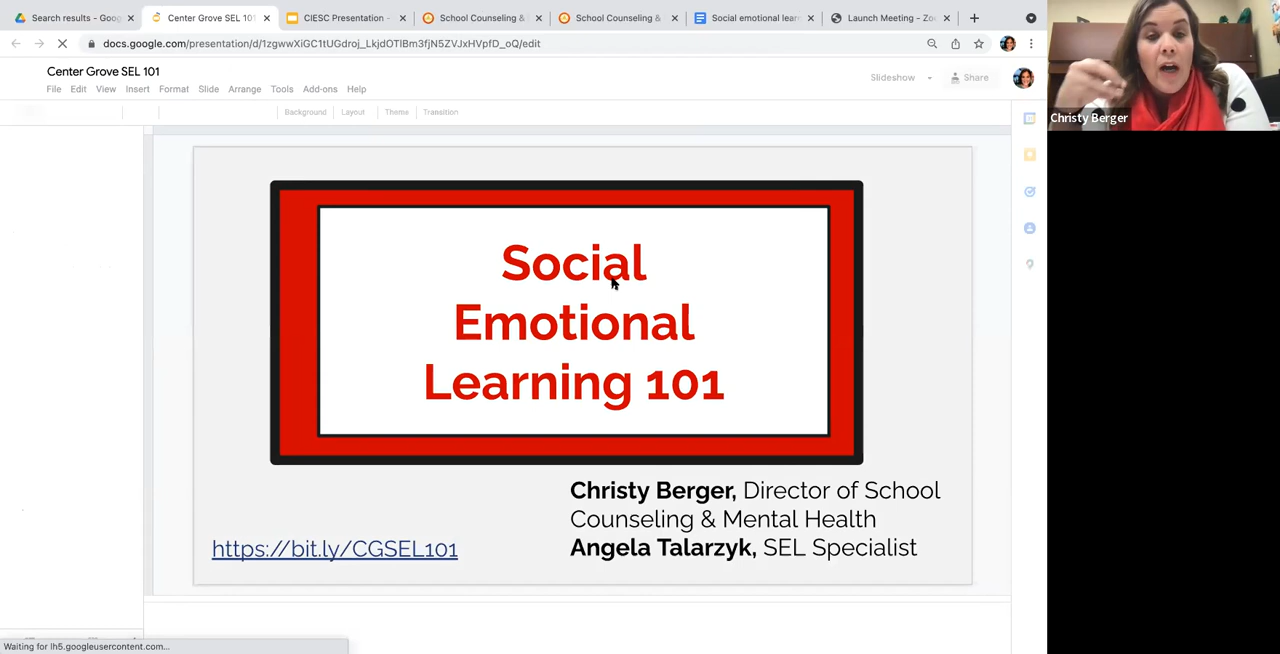 Search results - Goog
Center Grove SEL 101
CIESC Presentation -
School Counseling &
School Counseling &
Social emotional learn
Launch Meeting - Zo
docs.google.com/presentation/d/1zgwwXiGC1tUGdroj_LkjdOTlBm3fjN5ZVJxHVpfD_oQ/edit
Center Grove SEL 101
File Edit View Insert Format Slide Arrange Tools Add-ons Help
Slideshow
Share
Background Layout Theme Transition
Christy Berger
Social
Emotional
Learning 101
Christy Berger, Director of School
Counseling & Mental Health
Angela Talarzyk, SEL Specialist
https://bit.ly/CGSEL101
Waiting for lh5.googleusercontent.com...